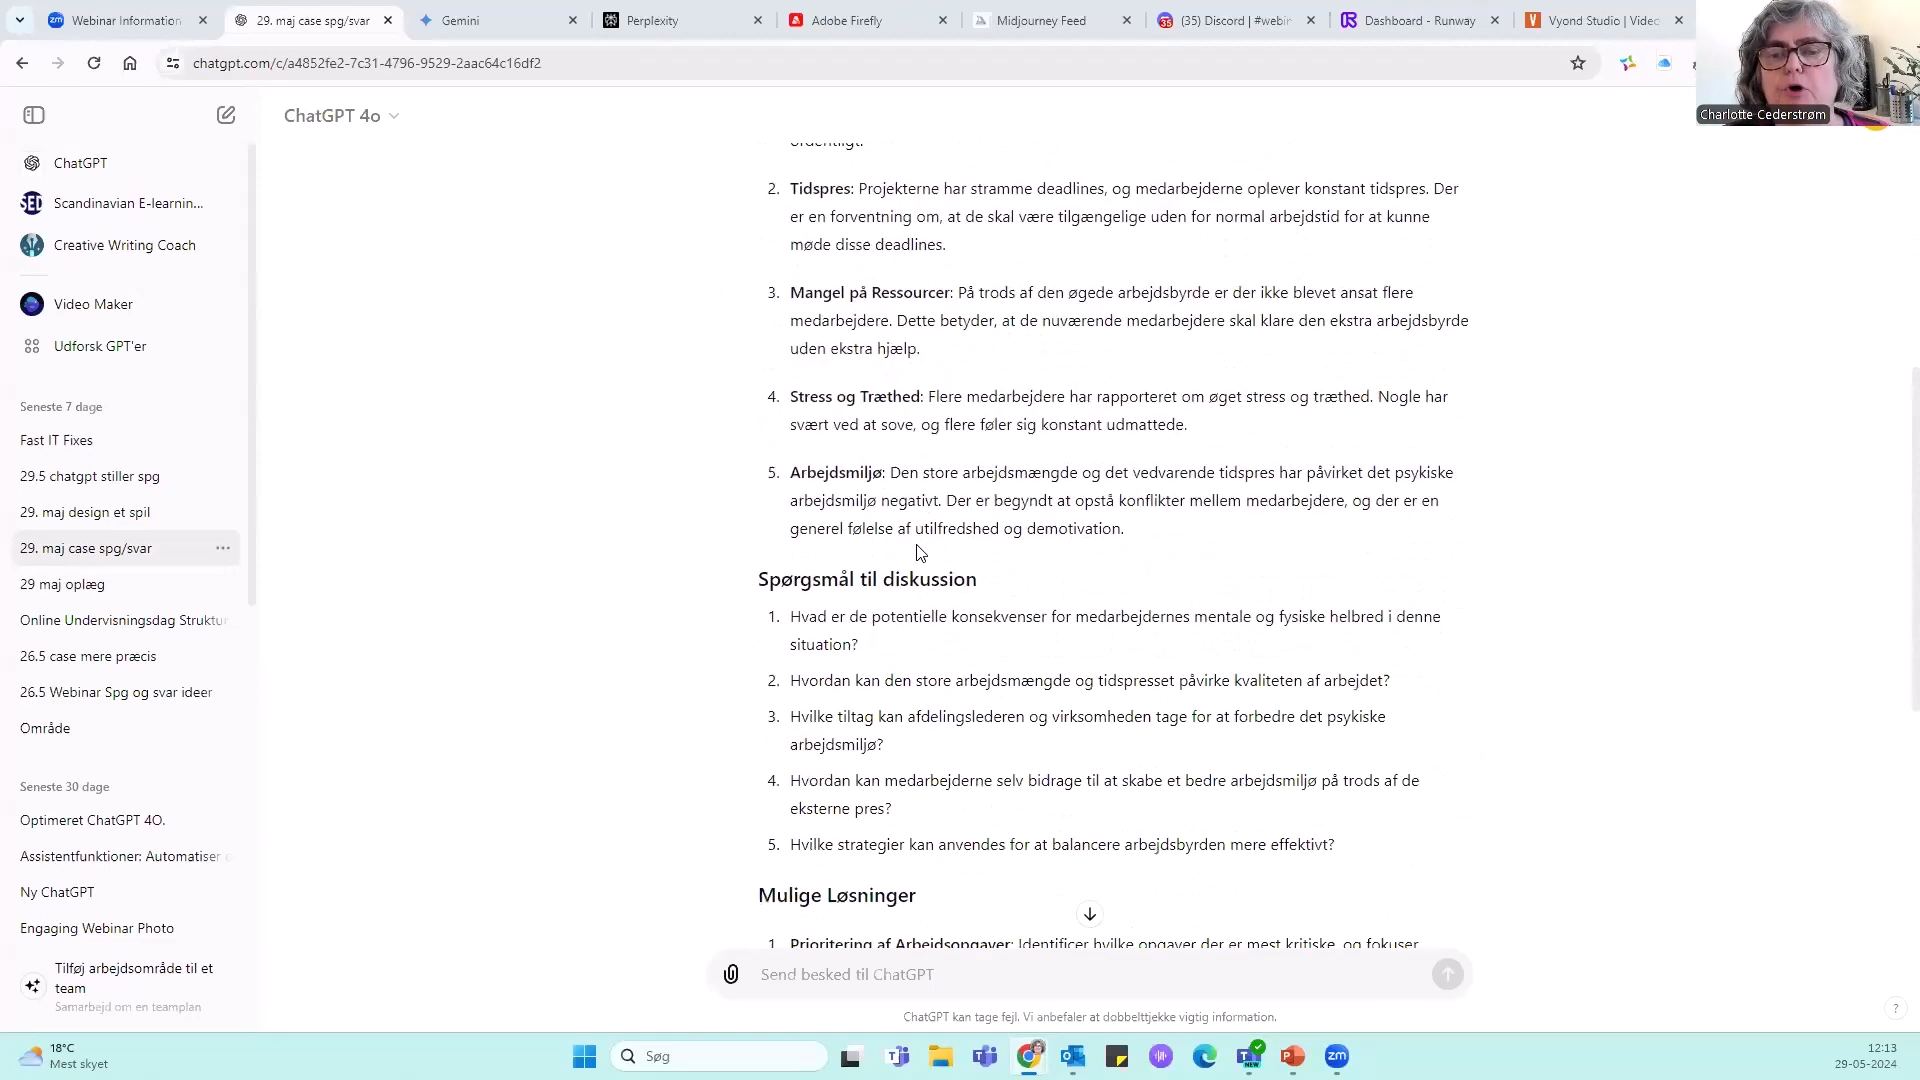 Webinar Information
29. maj case spg/svar
Gemini
Perplexity
Adobe Firefly
Midjourney Feed
(35) Discord | #webin
Dashboard - Runway
Vyond Studio | Videc
chatgpt.com/c/a4852fe2-7c31-4796-9529-2aac64c16df2
Charlotte Cederstrøm
ChatGPT 4o
ChatGPT
Scandinavian E-learnin...
Creative Writing Coach
Video Maker
Udforsk GPT'er
Seneste 7 dage
Fast IT Fixes
29.5 chatgpt stiller spg
29. maj design et spil
29. maj case spg/svar
29 maj oplæg
Online Undervisningsdag Struktur
26.5 case mere præcis
26.5 Webinar Spg og svar ideer
Område
Seneste 30 dage
Optimeret ChatGPT 4O.
Assistentfunktioner: Automatiser o
Ny ChatGPT
Engaging Webinar Photo
Tilføj arbejdsområde til et
team
Samarbejd om en teamplan
ordentligt.
2. Tidspres: Projekterne har stramme deadlines, og medarbejderne oplever konstant tidspres. Der
er en forventning om, at de skal være tilgængelige uden for normal arbejdstid for at kunne
møde disse deadlines.
3. Mangel på Ressourcer: På trods af den øgede arbejdsbyrde er der ikke blevet ansat flere
medarbejdere. Dette betyder, at de nuværende medarbejdere skal klare den ekstra arbejdsbyrde
uden ekstra hjælp.
4. Stress og Træthed: Flere medarbejdere har rapporteret om øget stress og træthed. Nogle har
svært ved at sove, og flere føler sig konstant udmattede.
5. Arbejdsmiljø: Den store arbejdsmængde og det vedvarende tidspres har påvirket det psykiske
arbejdsmiljø negativt. Der er begyndt at opstå konflikter mellem medarbejdere, og der er en
generel følelse af utilfredshed og demotivation.
Spørgsmål til diskussion
1. Hvad er de potentielle konsekvenser for medarbejdernes mentale og fysiske helbred i denne
situation?
2. Hvordan kan den store arbejdsmængde og tidspresset påvirke kvaliteten af arbejdet?
3. Hvilke tiltag kan afdelingslederen og virksomheden tage for at forbedre det psykiske
arbejdsmiljø?
4. Hvordan kan medarbejderne selv bidrage til at skabe et bedre arbejdsmiljø på trods af de
eksterne pres?
5. Hvilke strategier kan anvendes for at balancere arbejdsbyrden mere effektivt?
Mulige Løsninger
1. Prioritering af Arbejdsopgaver: Identificer hvilke opgaver der er mest kritiske, og fokuser
Send besked til ChatGPT
ChatGPT kan tage fejl. Vi anbefaler at dobbelttjekke vigtig information.
?
18°C
Mest skyet
Søg
12:13
29-05-2024